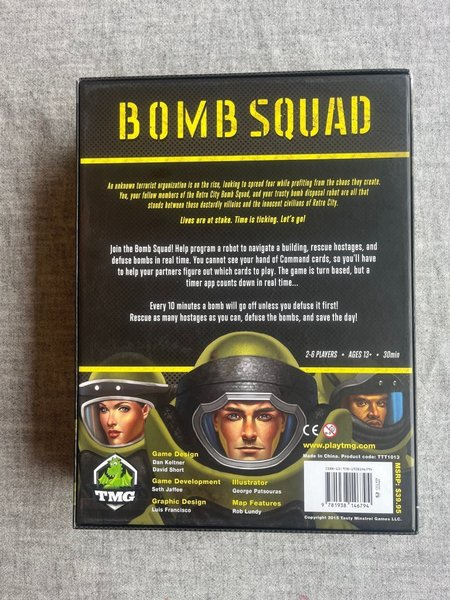 BOMB SQUAD
An unknown terrorist organization is on the rise, looking to spread fear while profiting from the chaos they create.
You, your fellow members of the Retro City Bomb Squad, and your trusty bomb disposal robot are all that
stands between these dastardly villains and the innocent civilians of Retro City.
Lives are at stake. Time is ticking. Let's go!
Join the Bomb Squad! Help program a robot to navigate a building, rescue hostages, and
defuse bombs in real time. You cannot see your hand of Command cards, so you'll have
to help your partners figure out which cards to play. The game is turn based, but a
timer app counts down in real time...
Every 10 minutes a bomb will go off unless you defuse it first!
Rescue as many hostages as you can, defuse the bombs, and save the day!
2-6 PLAYERS • AGES 13+ • 30min
TMG
Game Design
Dan Keltner
David Short
Game Development
Seth Jaffee
Graphic Design
Luis Francisco
Illustrator
George Patsouras
Map Features
Rob Lundy
CE
0-3
www.playtmg.com
Made in China. Product code: TTT1013
9 781938 146794
MSRP: $39.95
Copyright 2015 Tasty Minstrel Games LLC.